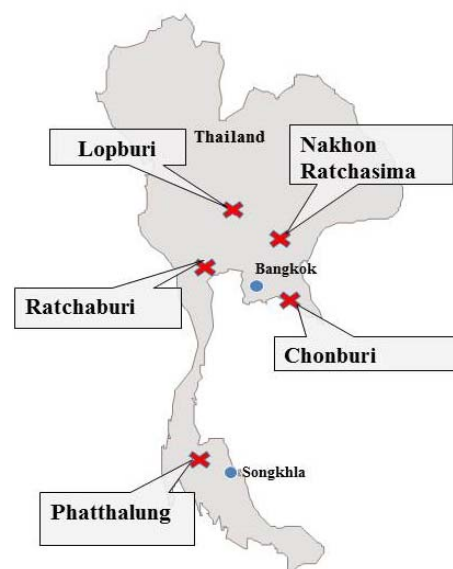 Thailand
Lopburi
Nakhon
Ratchasima
Bangkok
Ratchaburi
Chonburi
Songkhla
Phatthalung